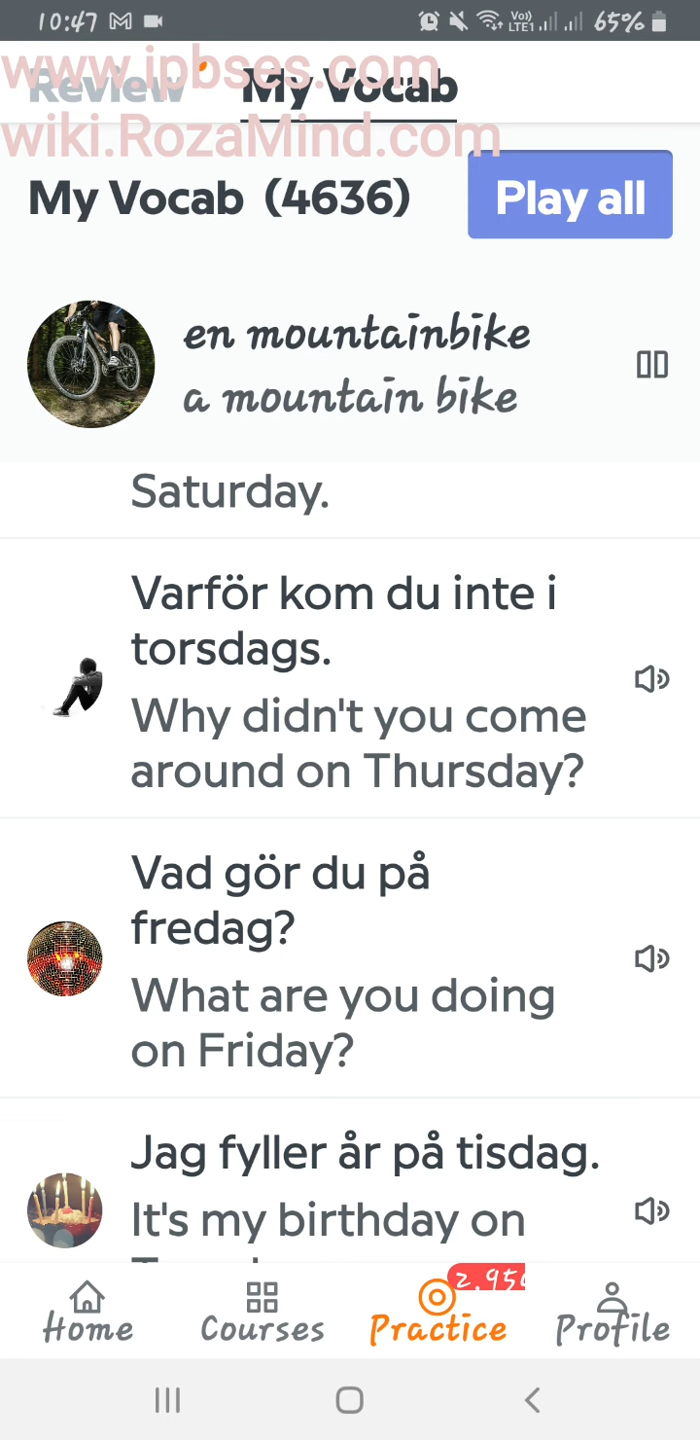 10:47
Vo)) LTE1 65%
www.ipbses.com
Review My Vocab
wiki.RozaMind.com
My Vocab (4636) Play all
en mountainbike
a mountain bike
Saturday.
Varför kom du inte i
torsdags.
Why didn't you come
around on Thursday?
Vad gör du på
fredag?
What are you doing
on Friday?
Jag fyller år på tisdag.
It's my birthday on
Home Courses Practice Profile